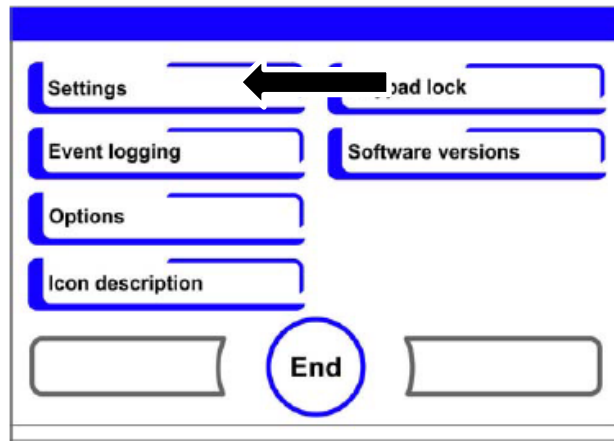 Settings
pad lock
Event logging
Software versions
Options
Icon description
End